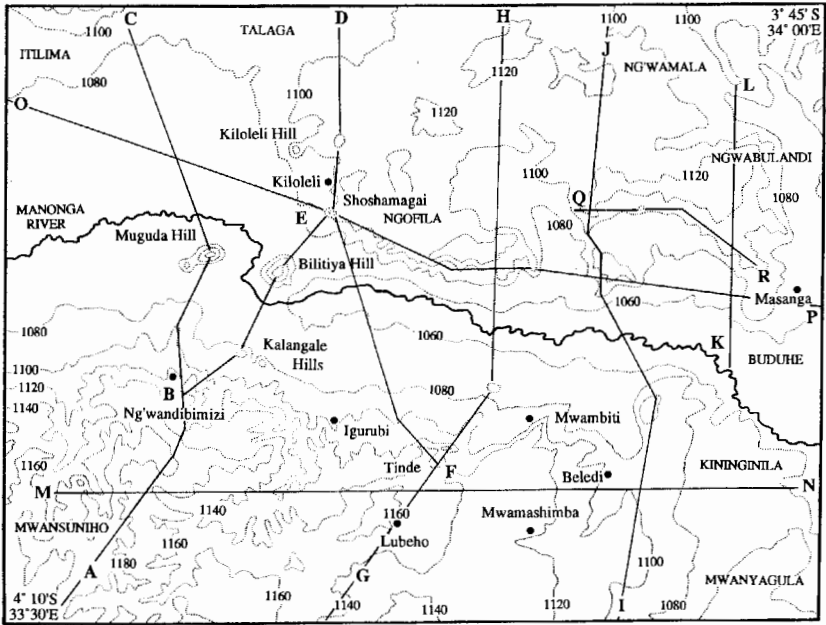 C
D
H
1100
1100
3° 45' S
34° 00'E
1100
TALAGA
J
ITILIMA
NG'WAMALA
1080
1120
L
O
1100
1120
Kiloleli Hill
NGWABULANDI
1100
1120
Kiloleli
1080
Shoshamagai
Q
MANONGA
RIVER
E
NGOFILA
1080
Muguda Hill
Bilitiya Hill
R
1060
Masanga
P
1080
1060
K
BUDUHE
Kalangale
Hills
1100
1120
B
1080
1140
Ng'wandibimizi
Igurubi
Mwambiti
1160
Tinde
F
Beledi
KININGINILA
M
N
1140
1160
Mwamashimba
MWANSUNIHO
Lubeho
1160
1100
A
1180
G
MWANYAGULA
4° 10'S
33° 30'E
1160
1140
1140
1120
I
1080